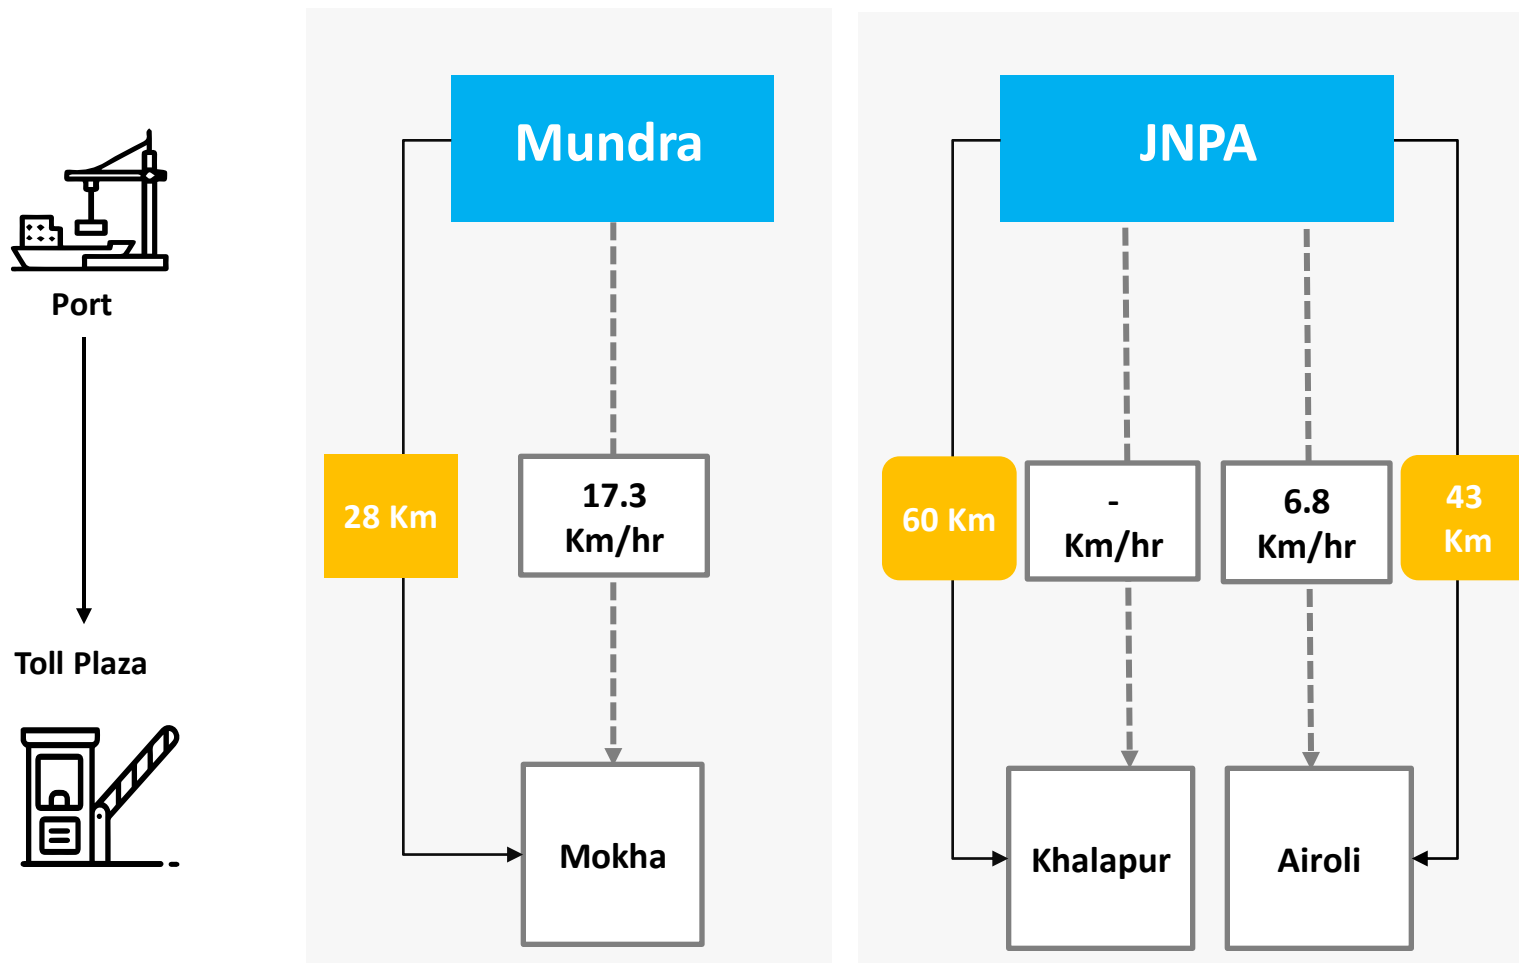 Mundra
JNPA
Port
28 Km
17.3
Km/hr
60 Km
-
Km/hr
6.8
Km/hr
43
Km
Toll Plaza
Mokha
Khalapur
Airoli